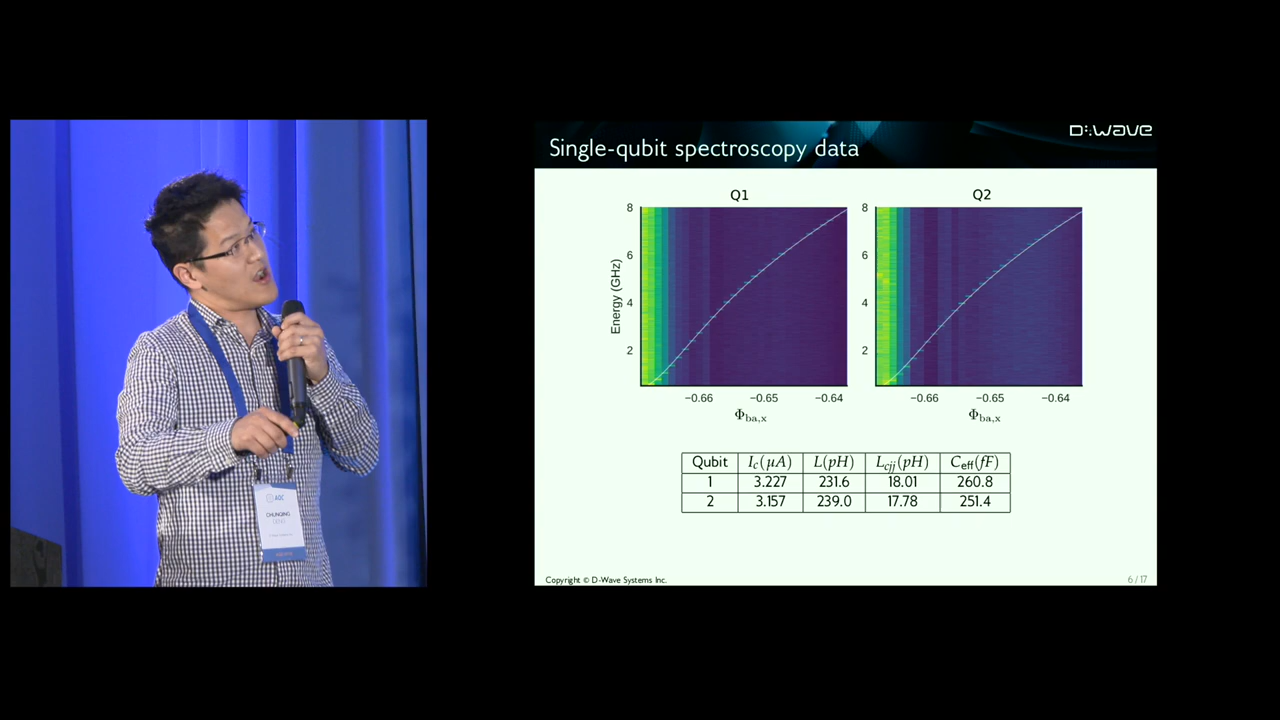 D:Wave
Single-qubit spectroscopy data
Q1
Q2
Energy (GHz)
8
6
4
2
−0.66 −0.65 −0.64
Φba,x
8
6
4
2
−0.66 −0.65 −0.64
Φba,x
Qubit Ic(μA) L(pH) Lcjj(pH) Ceff(fF)
1 3.227 231.6 18.01 260.8
2 3.157 239.0 17.78 251.4
Copyright © D-Wave Systems Inc.
6 / 17
AQC
CHUNQING
DENG